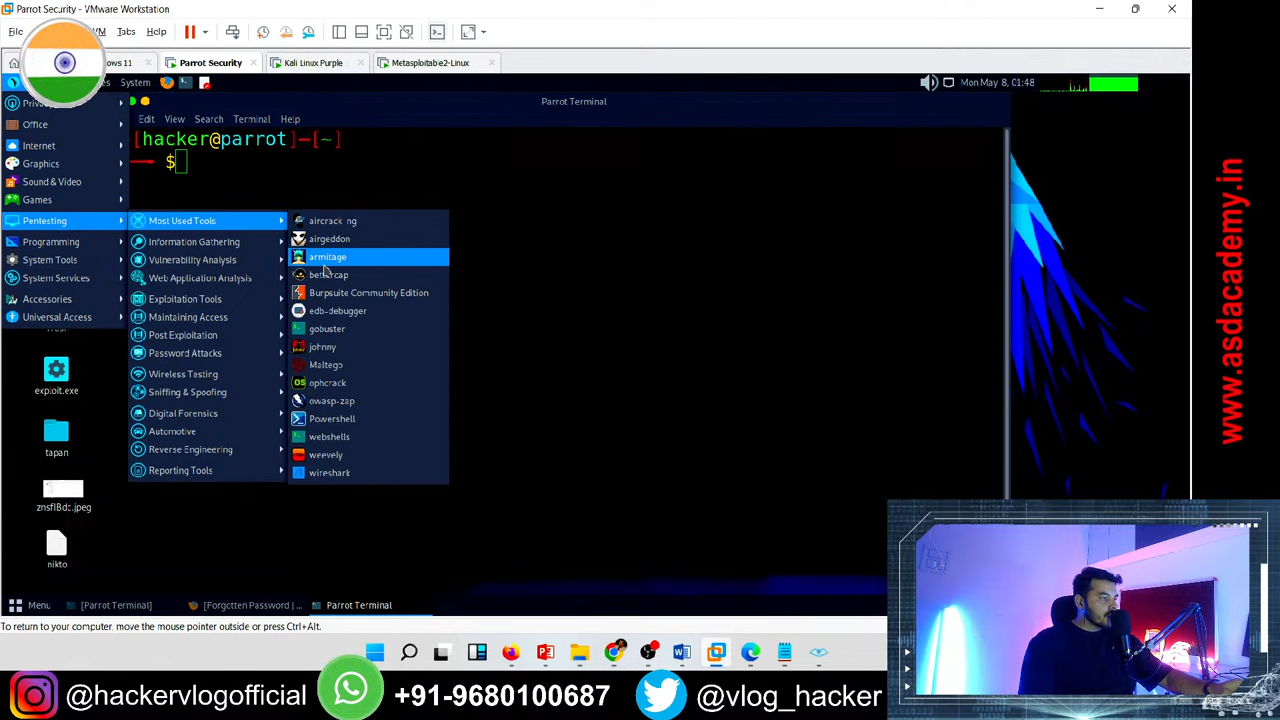 Parrot Security - VMware Workstation
VM Tabs Help
Parrot Security
Kali Linux Purple
Metasploitable2-Linux
System
Mon May 8, 01:48
Parrot Terminal
Edit View Search Terminal Help
[hacker@parrot]─[~]
$
Office
Internet
Graphics
Sound & Video
Games
Pentesting
Programming
System Tools
System Services
Accessories
Universal Access
Most Used Tools
Information Gathering
Vulnerability Analysis
Web Application Analysis
Exploitation Tools
Maintaining Access
Post Exploitation
Password Attacks
Wireless Testing
Sniffing & Spoofing
Digital Forensics
Automotive
Reverse Engineering
Reporting Tools
aircrack-ng
airgeddon
armitage
bettercap
Burpsuite Community Edition
edb-debugger
gobuster
johnny
Maltego
ophcrack
owasp-zap
Powershell
webshells
weevely
wireshark
exploit.exe
tapan
nikto
Menu
[Parrot Terminal]
[Forgotten Password | ...
Parrot Terminal
To return to your computer, move the mouse pointer outside or press Ctrl+Alt.
www.asdacademy.in
@hackervlogofficial
+91-9680100687
@vlog_hacker